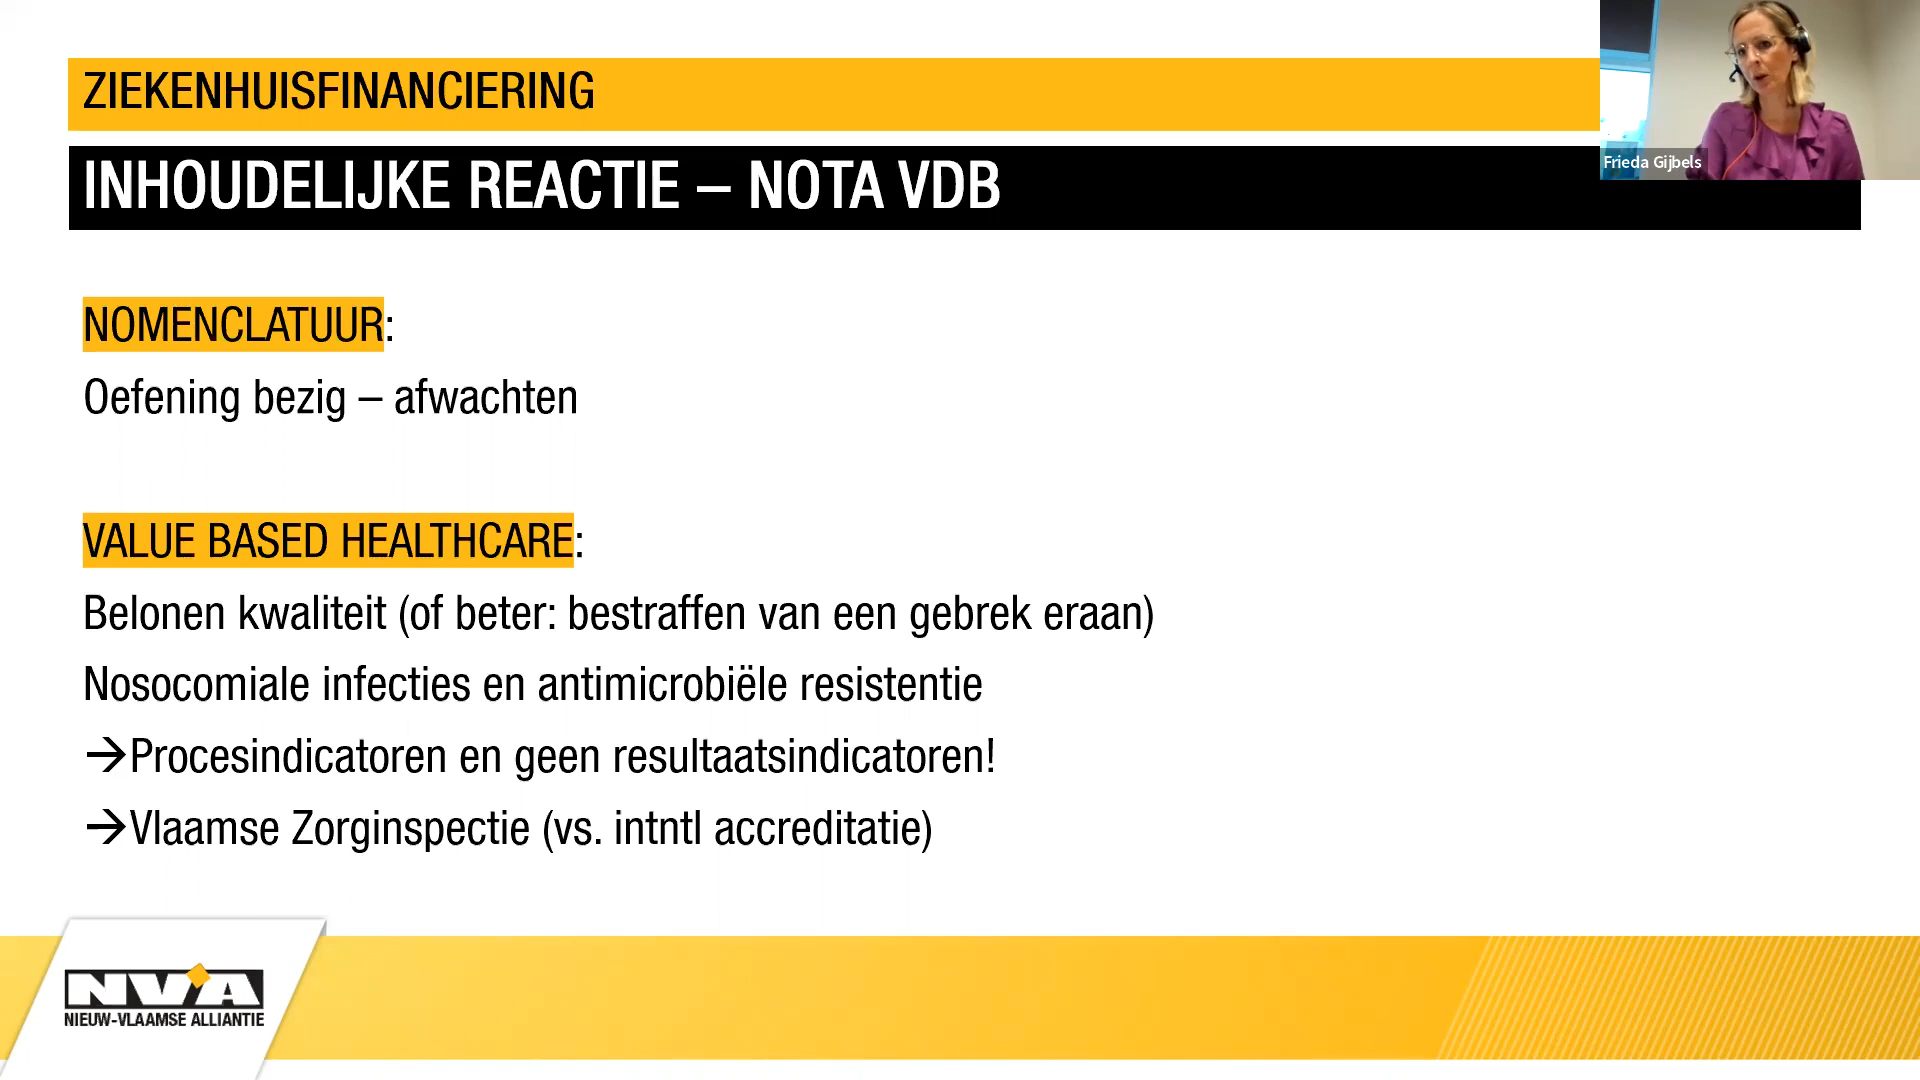 ZIEKENHUISFINANCIERING
Frieda Gijbels
INHOUDELIJKE REACTIE – NOTA VDB
NOMENCLATUUR:
Oefening bezig – afwachten
VALUE BASED HEALTHCARE:
Belonen kwaliteit (of beter: bestraffen van een gebrek eraan)
Nosocomiale infecties en antimicrobiële resistentie
→Procesindicatoren en geen resultaatsindicatoren!
→Vlaamse Zorginspectie (vs. intntl accreditatie)
N-VA
NIEUW-VLAAMSE ALLIANTIE